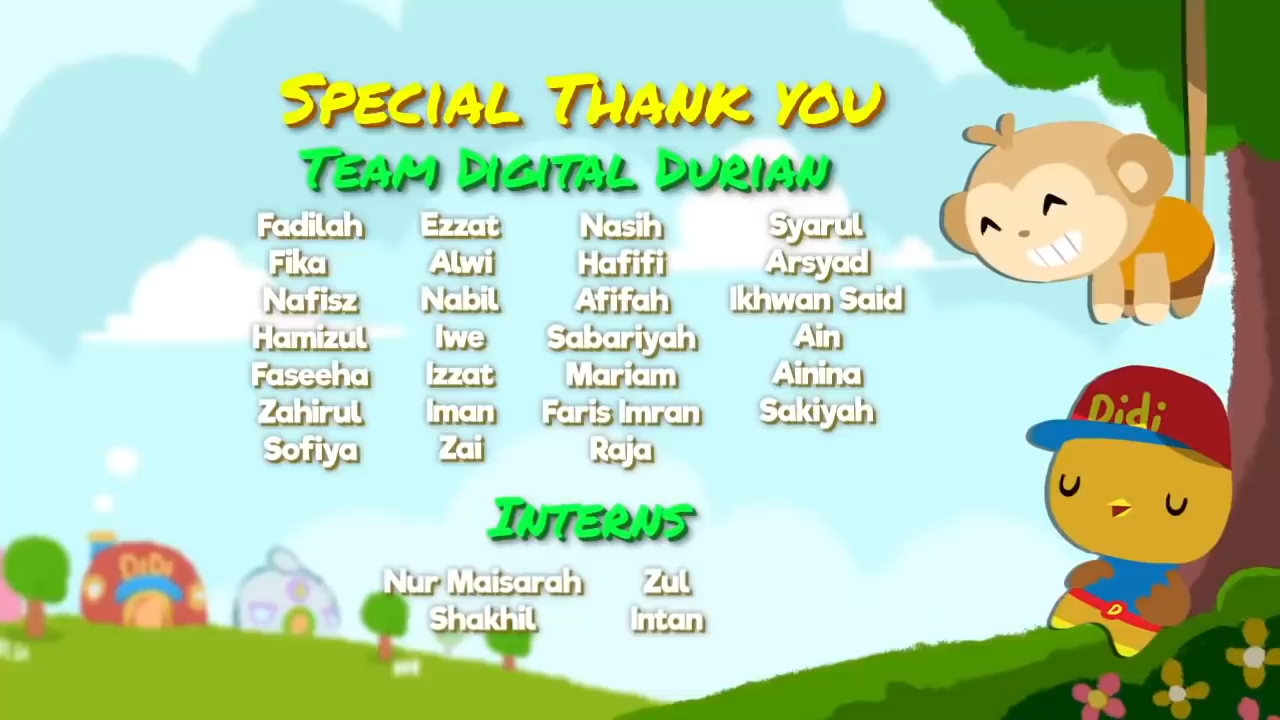 Special Thank you
Team Digital Durian
Fadilah Ezzat Nasih Syarul
Fika Alwi Hafifi Arsyad
Nafisz Nabil Afifah Ikhwan Said
Hamizul Iwe Sabariyah Ain
Faseeha Izzat Mariam Ainina
Zahirul Iman Faris Imran Sakiyah
Sofiya Zai Raja
Interns
Nur Maisarah Zul
Shakhil Intan
Didi
DiDi
D